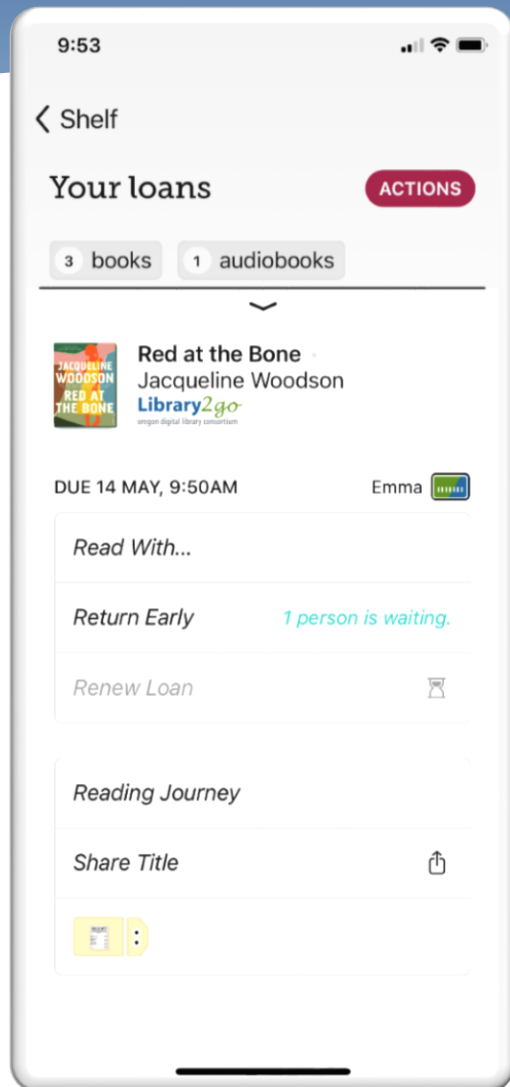 9:53
Shelf
Your loans
ACTIONS
3 books
1 audiobooks
JACQUELINE
WOODSON
RED AT
THE BONE
Red at the Bone
Jacqueline Woodson
Library2go
oregon digital library consortium
DUE 14 MAY, 9:50AM
Emma
Read With...
Return Early
1 person is waiting.
Renew Loan
Reading Journey
Share Title